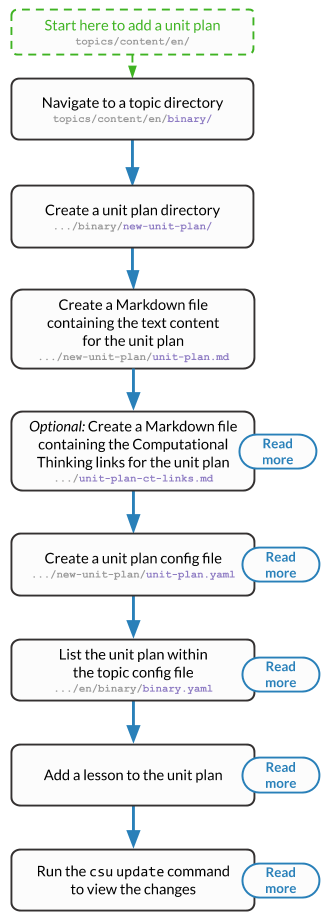 Start here to add a unit plan
topics/content/en/
Navigate to a topic directory
topics/content/en/binary/
Create a unit plan directory
.../binary/new-unit-plan/
Create a Markdown file
containing the text content
for the unit plan
.../new-unit-plan/unit-plan.md
Optional: Create a Markdown file
containing the Computational
Thinking links for the unit plan
.../unit-plan-ct-links.md
Read
more
Create a unit plan config file
.../new-unit-plan/unit-plan.yaml
Read
more
List the unit plan within
the topic config file
.../en/binary/binary.yaml
Read
more
Add a lesson to the unit plan
Read
more
Run the csu update command
to view the changes
Read
more